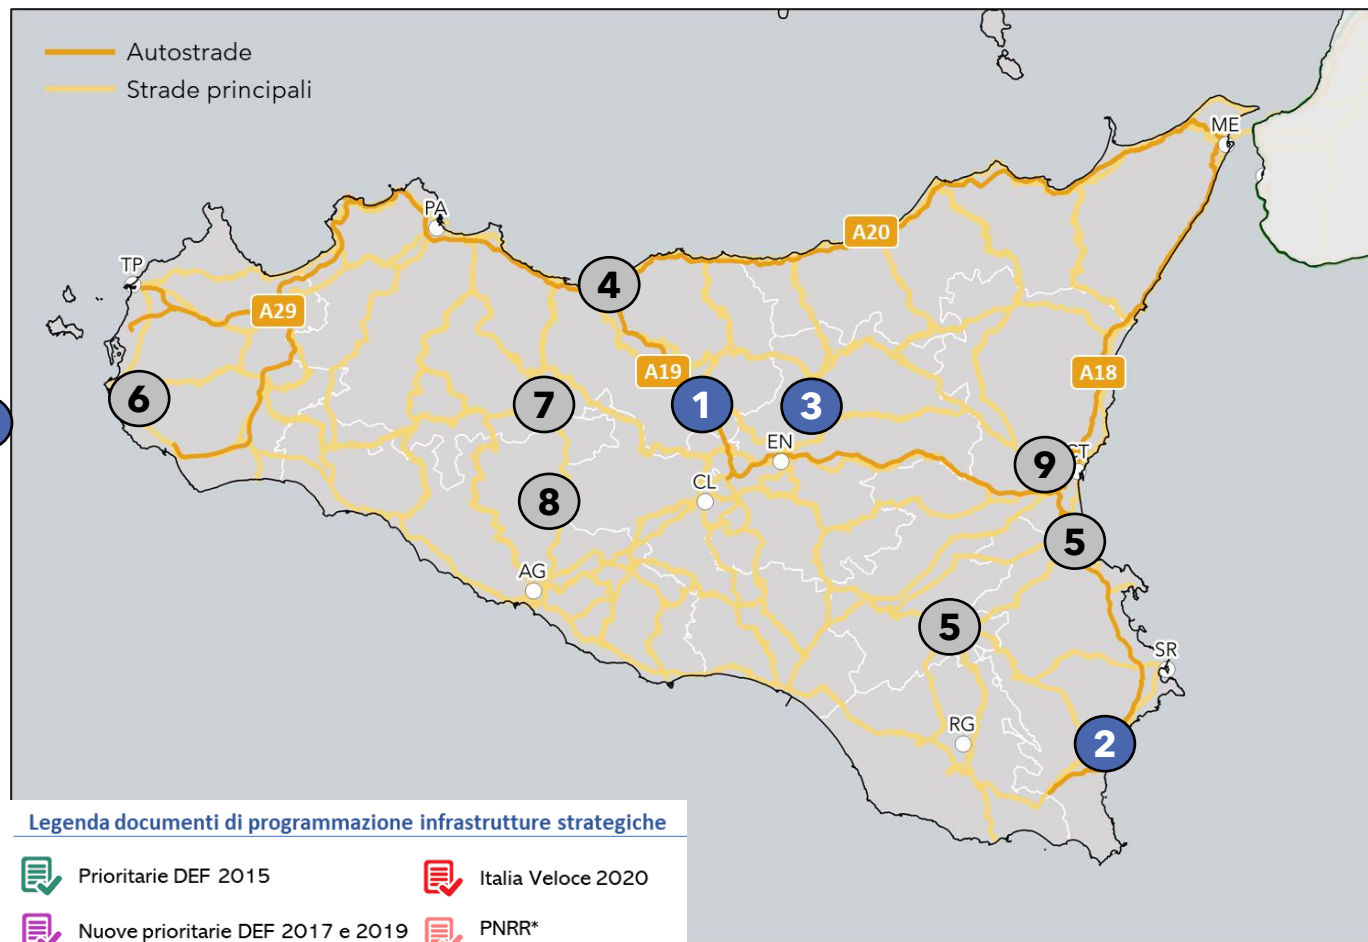 Autostrade
Strade principali
ME
PA
A20
TP
4
A29
A19
A18
6
7
1
3
EN
CT
9
CL
8
5
AG
5
SR
RG
2
Legenda documenti di programmazione infrastrutture strategiche
Prioritarie DEF 2015
Italia Veloce 2020
Nuove prioritarie DEF 2017 e 2019
PNRR*